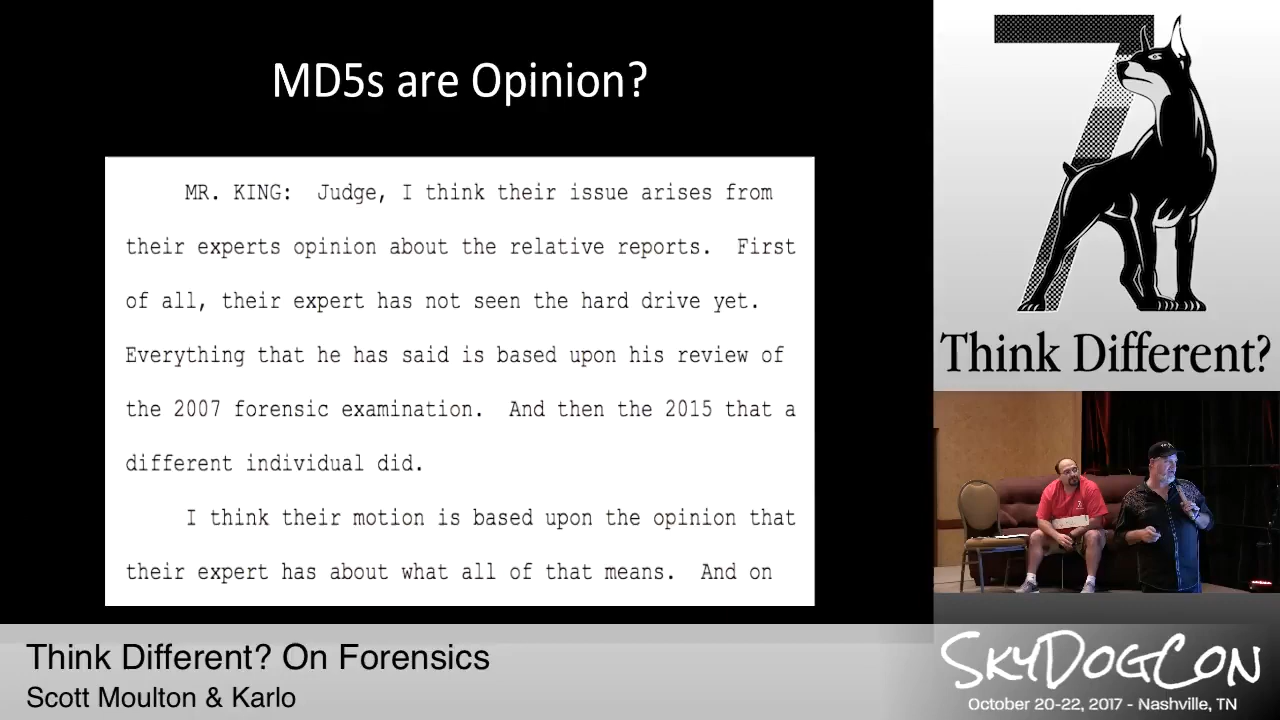 MD5s are Opinion?
MR. KING: Judge, I think their issue arises from
their experts opinion about the relative reports. First
of all, their expert has not seen the hard drive yet.
Everything that he has said is based upon his review of
the 2007 forensic examination. And then the 2015 that a
different individual did.
I think their motion is based upon the opinion that
their expert has about what all of that means. And on
7
Think Different?
Think Different? On Forensics
Scott Moulton & Karlo
SKYDOGCON
October 20-22, 2017 - Nashville, TN